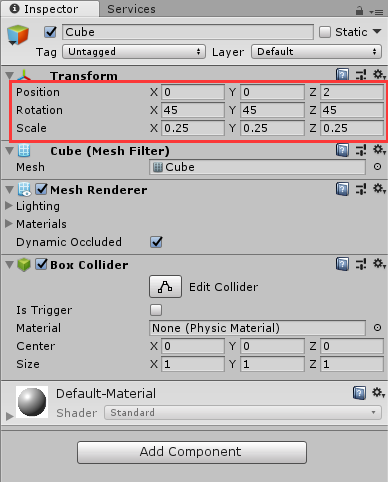 Inspector Services
Cube Static
Tag Untagged Layer Default
Transform
Position X 0 Y 0 Z 2
Rotation X 45 Y 45 Z 45
Scale X 0.25 Y 0.25 Z 0.25
Cube (Mesh Filter)
Mesh Cube
Mesh Renderer
Lighting
Materials
Dynamic Occluded
Box Collider
Edit Collider
Is Trigger
Material None (Physic Material)
Center X 0 Y 0 Z 0
Size X 1 Y 1 Z 1
Default-Material
Shader Standard
Add Component